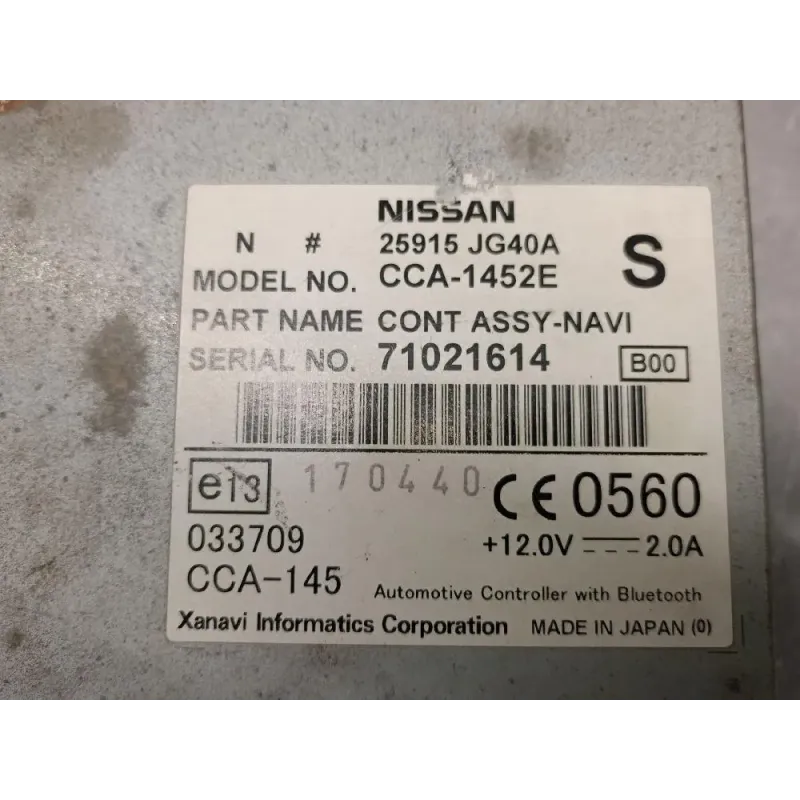 NISSAN
N # 25915 JG40A S
MODEL NO. CCA-1452E
PART NAME CONT ASSY-NAVI
SERIAL NO. 71021614 B00
e13 170440 CE 0560
033709 +12.0V 2.0A
CCA-145 Automotive Controller with Bluetooth
Xanavi Informatics Corporation MADE IN JAPAN (0)